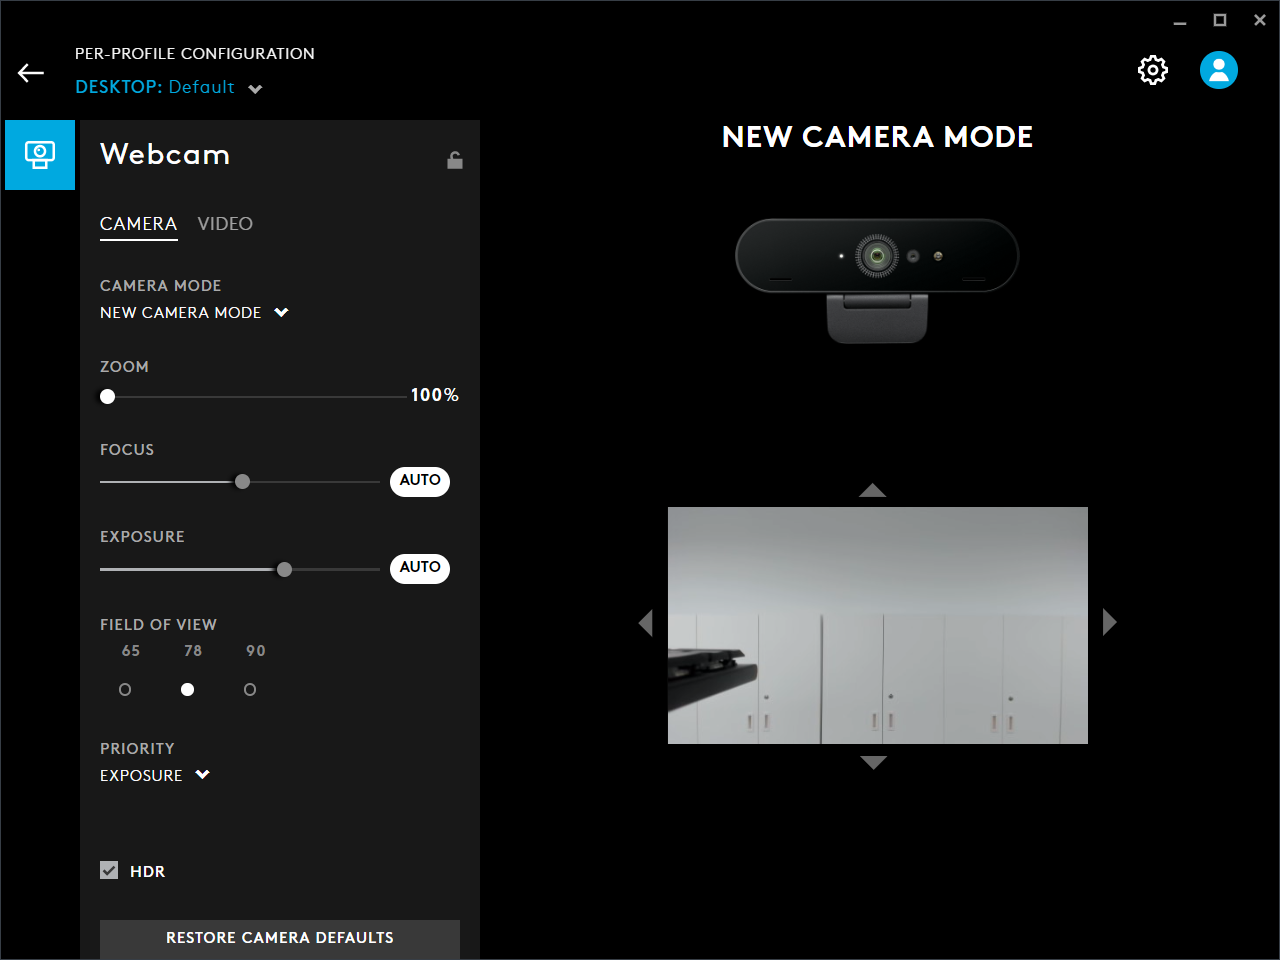 PER-PROFILE CONFIGURATION
DESKTOP: Default
Webcam
CAMERA VIDEO
CAMERA MODE
NEW CAMERA MODE
ZOOM
100%
FOCUS
AUTO
EXPOSURE
AUTO
FIELD OF VIEW
65 78 90
PRIORITY
EXPOSURE
HDR
RESTORE CAMERA DEFAULTS
NEW CAMERA MODE